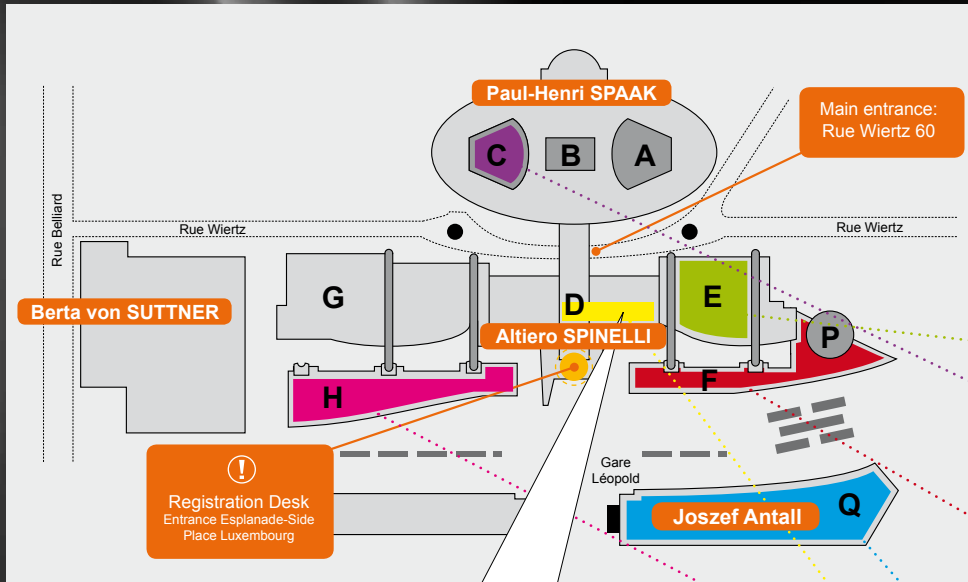 Paul-Henri SPAAK
Main entrance:
Rue Wiertz 60
C
B
A
Rue Belliard
Rue Wiertz
Rue Wiertz
G
D
E
P
Berta von SUTTNER
Altiero SPINELLI
H
F
!
Registration Desk
Entrance Esplanade-Side
Place Luxembourg
Gare
Léopold
Joszef Antall
Q